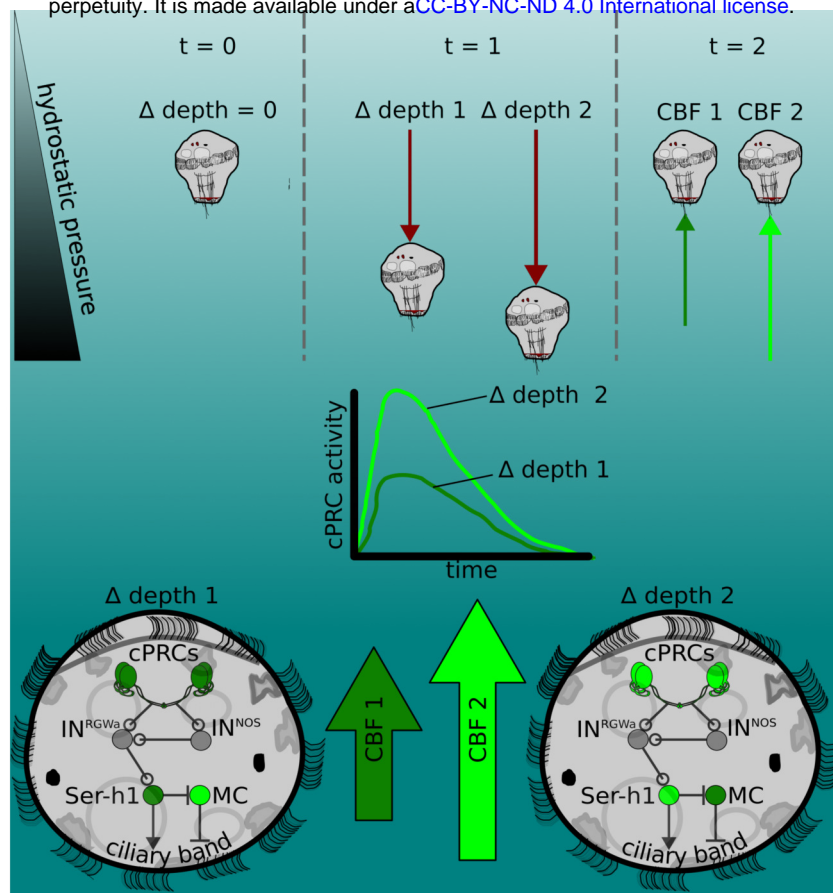 perpetuity. It is made available under aCC-BY-NC-ND 4.0 International license.
t = 0
t = 1
t = 2
hydrostatic pressure
Δ depth = 0
Δ depth 1
Δ depth 2
CBF 1
CBF 2
cPRC activity
Δ depth 2
Δ depth 1
time
Δ depth 1
cPRCs
IN^RGWa
IN^NOS
Ser-h1
MC
ciliary band
CBF 1
CBF 2
Δ depth 2
cPRCs
IN^RGWa
IN^NOS
Ser-h1
MC
ciliary band